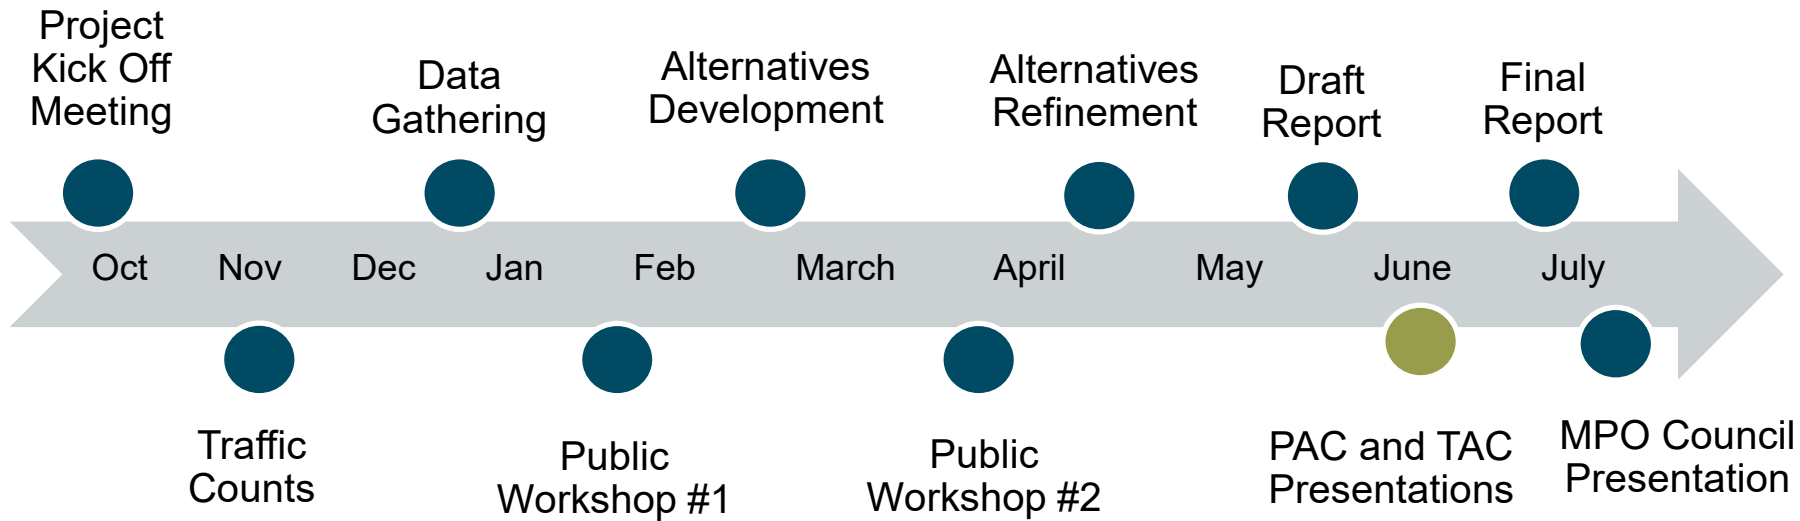 Project
Kick Off
Meeting
Data
Gathering
Alternatives
Development
Alternatives
Refinement
Draft
Report
Final
Report
Oct Nov Dec Jan Feb March April May June July
Traffic
Counts
Public
Workshop #1
Public
Workshop #2
PAC and TAC
Presentations
MPO Council
Presentation